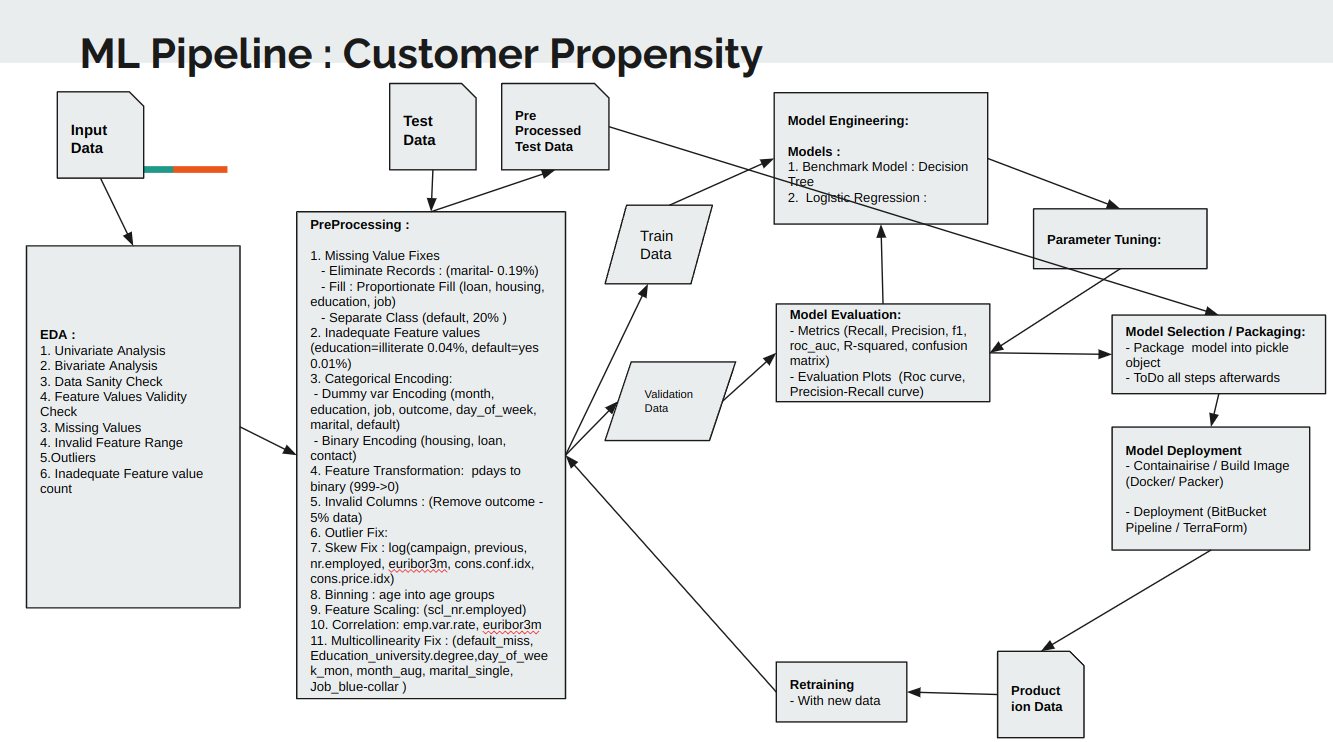 ML Pipeline : Customer Propensity
Input
Data
Test
Data
Pre
Processed
Test Data
EDA :
1. Univariate Analysis
2. Bivariate Analysis
3. Data Sanity Check
4. Feature Values Validity
Check
3. Missing Values
4. Invalid Feature Range
5.Outliers
6. Inadequate Feature value
count
PreProcessing :
1. Missing Value Fixes
- Eliminate Records : (marital- 0.19%)
- Fill : Proportionate Fill (loan, housing,
education, job)
- Separate Class (default, 20% )
2. Inadequate Feature values
(education=illiterate 0.04%, default=yes
0.01%)
3. Categorical Encoding:
- Dummy var Encoding (month,
education, job, outcome, day_of_week,
marital, default)
- Binary Encoding (housing, loan,
contact)
4. Feature Transformation:  pdays to
binary (999->0)
5. Invalid Columns : (Remove outcome -
5% data)
6. Outlier Fix:
7. Skew Fix : log(campaign, previous,
nr.employed, euribor3m, cons.conf.idx,
cons.price.idx)
8. Binning : age into age groups
9. Feature Scaling: (scl_nr.employed)
10. Correlation: emp.var.rate, euribor3m
11. Multicollinearity Fix : (default_miss,
Education_university.degree,day_of_wee
k_mon, month_aug, marital_single,
Job_blue-collar )
Train
Data
Validation
Data
Model Engineering:
Models :
1. Benchmark Model : Decision
Tree
2.  Logistic Regression :
Parameter Tuning:
Model Evaluation:
- Metrics (Recall, Precision, f1,
roc_auc, R-squared, confusion
matrix)
- Evaluation Plots  (Roc curve,
Precision-Recall curve)
Model Selection / Packaging:
- Package  model into pickle
object
- ToDo all steps afterwards
Model Deployment
- Containairise / Build Image
(Docker/ Packer)
- Deployment (BitBucket
Pipeline / TerraForm)
Retraining
- With new data
Product
ion Data